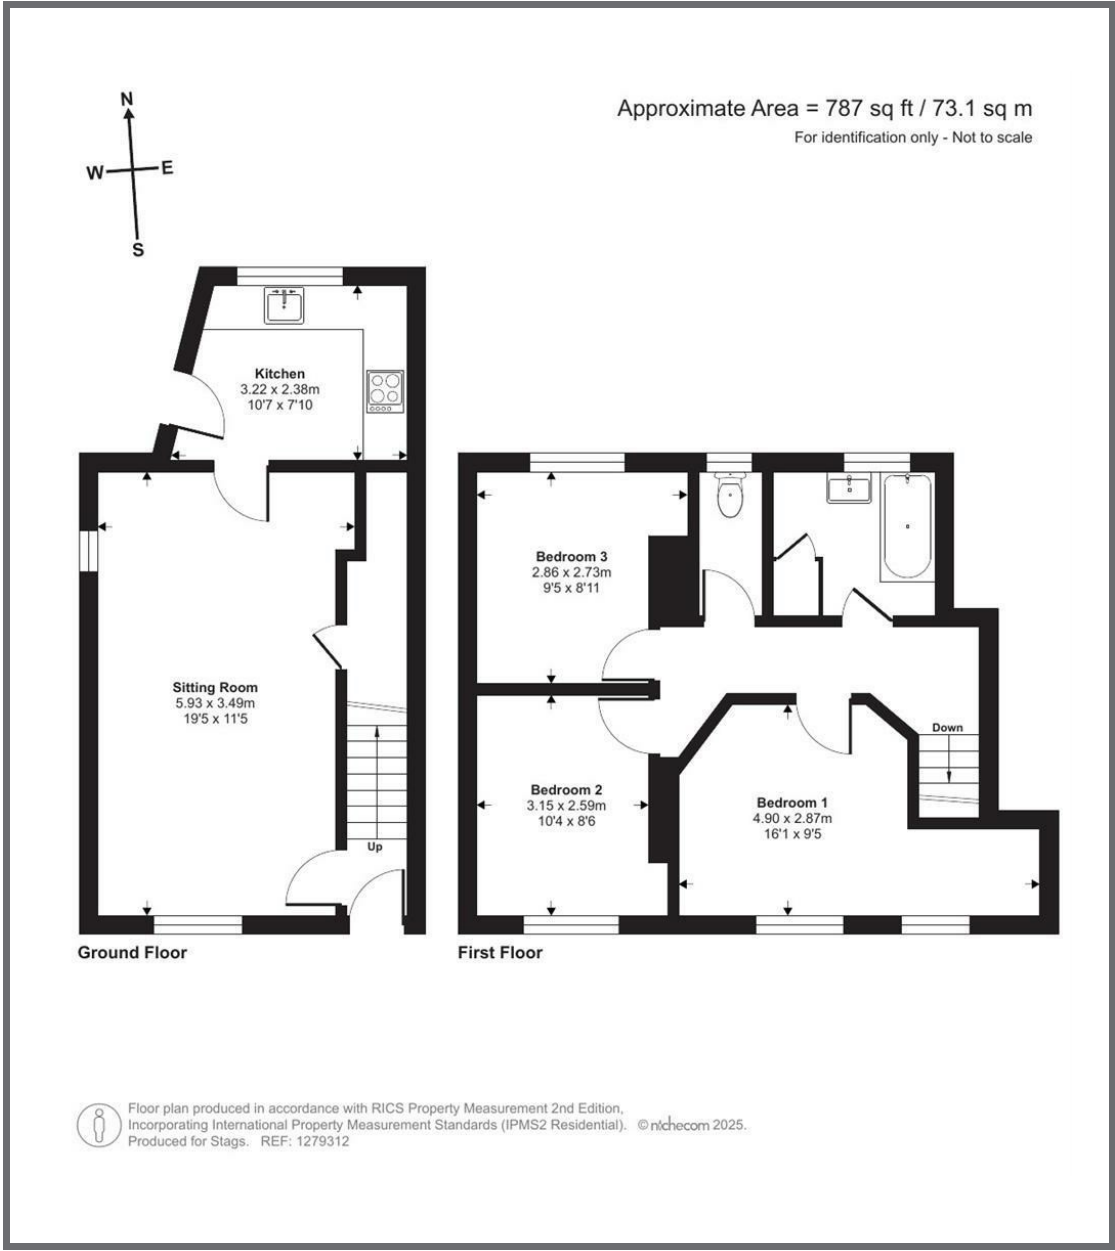 Approximate Area = 787 sq ft / 73.1 sq m
For identification only - Not to scale
N
W E
S
Kitchen
3.22 x 2.38m
10'7 x 7'10
Sitting Room
5.93 x 3.49m
19'5 x 11'5
Up
Ground Floor
Bedroom 3
2.86 x 2.73m
9'5 x 8'11
Bedroom 2
3.15 x 2.59m
10'4 x 8'6
Bedroom 1
4.90 x 2.87m
16'1 x 9'5
Down
First Floor
Floor plan produced in accordance with RICS Property Measurement 2nd Edition,
Incorporating International Property Measurement Standards (IPMS2 Residential). © nichecom 2025.
Produced for Stags. REF: 1279312